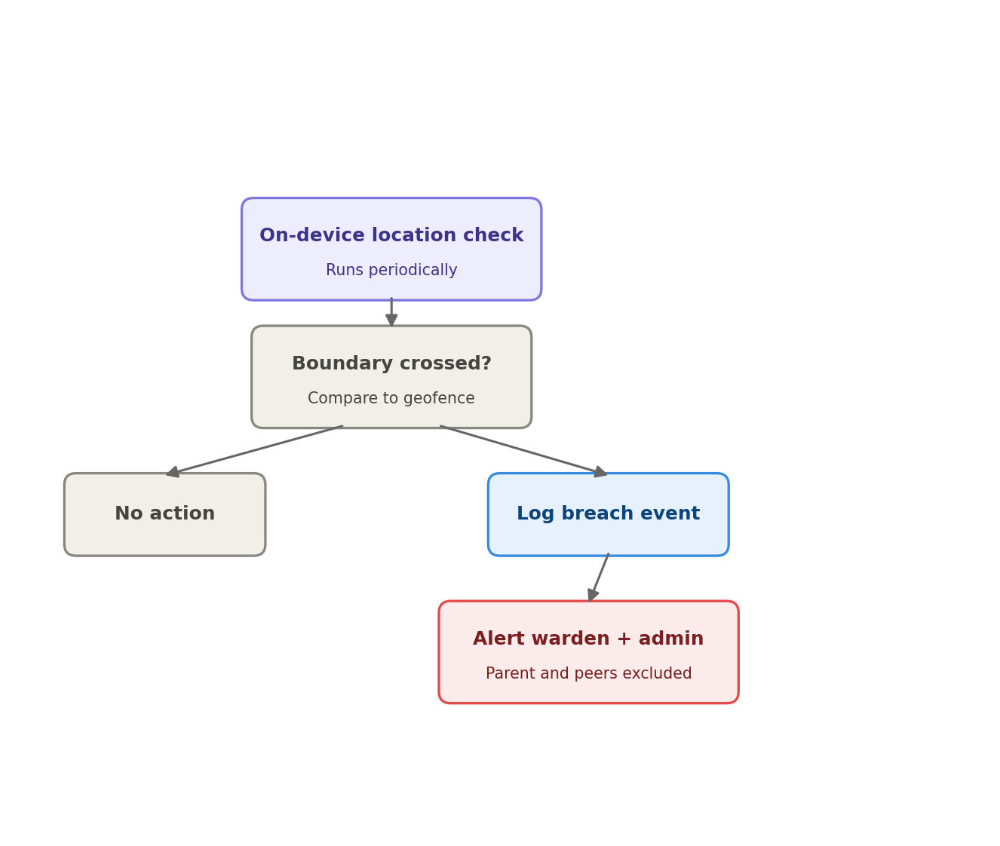 On-device location check
Runs periodically
Boundary crossed?
Compare to geofence
No action
Log breach event
Alert warden + admin
Parent and peers excluded